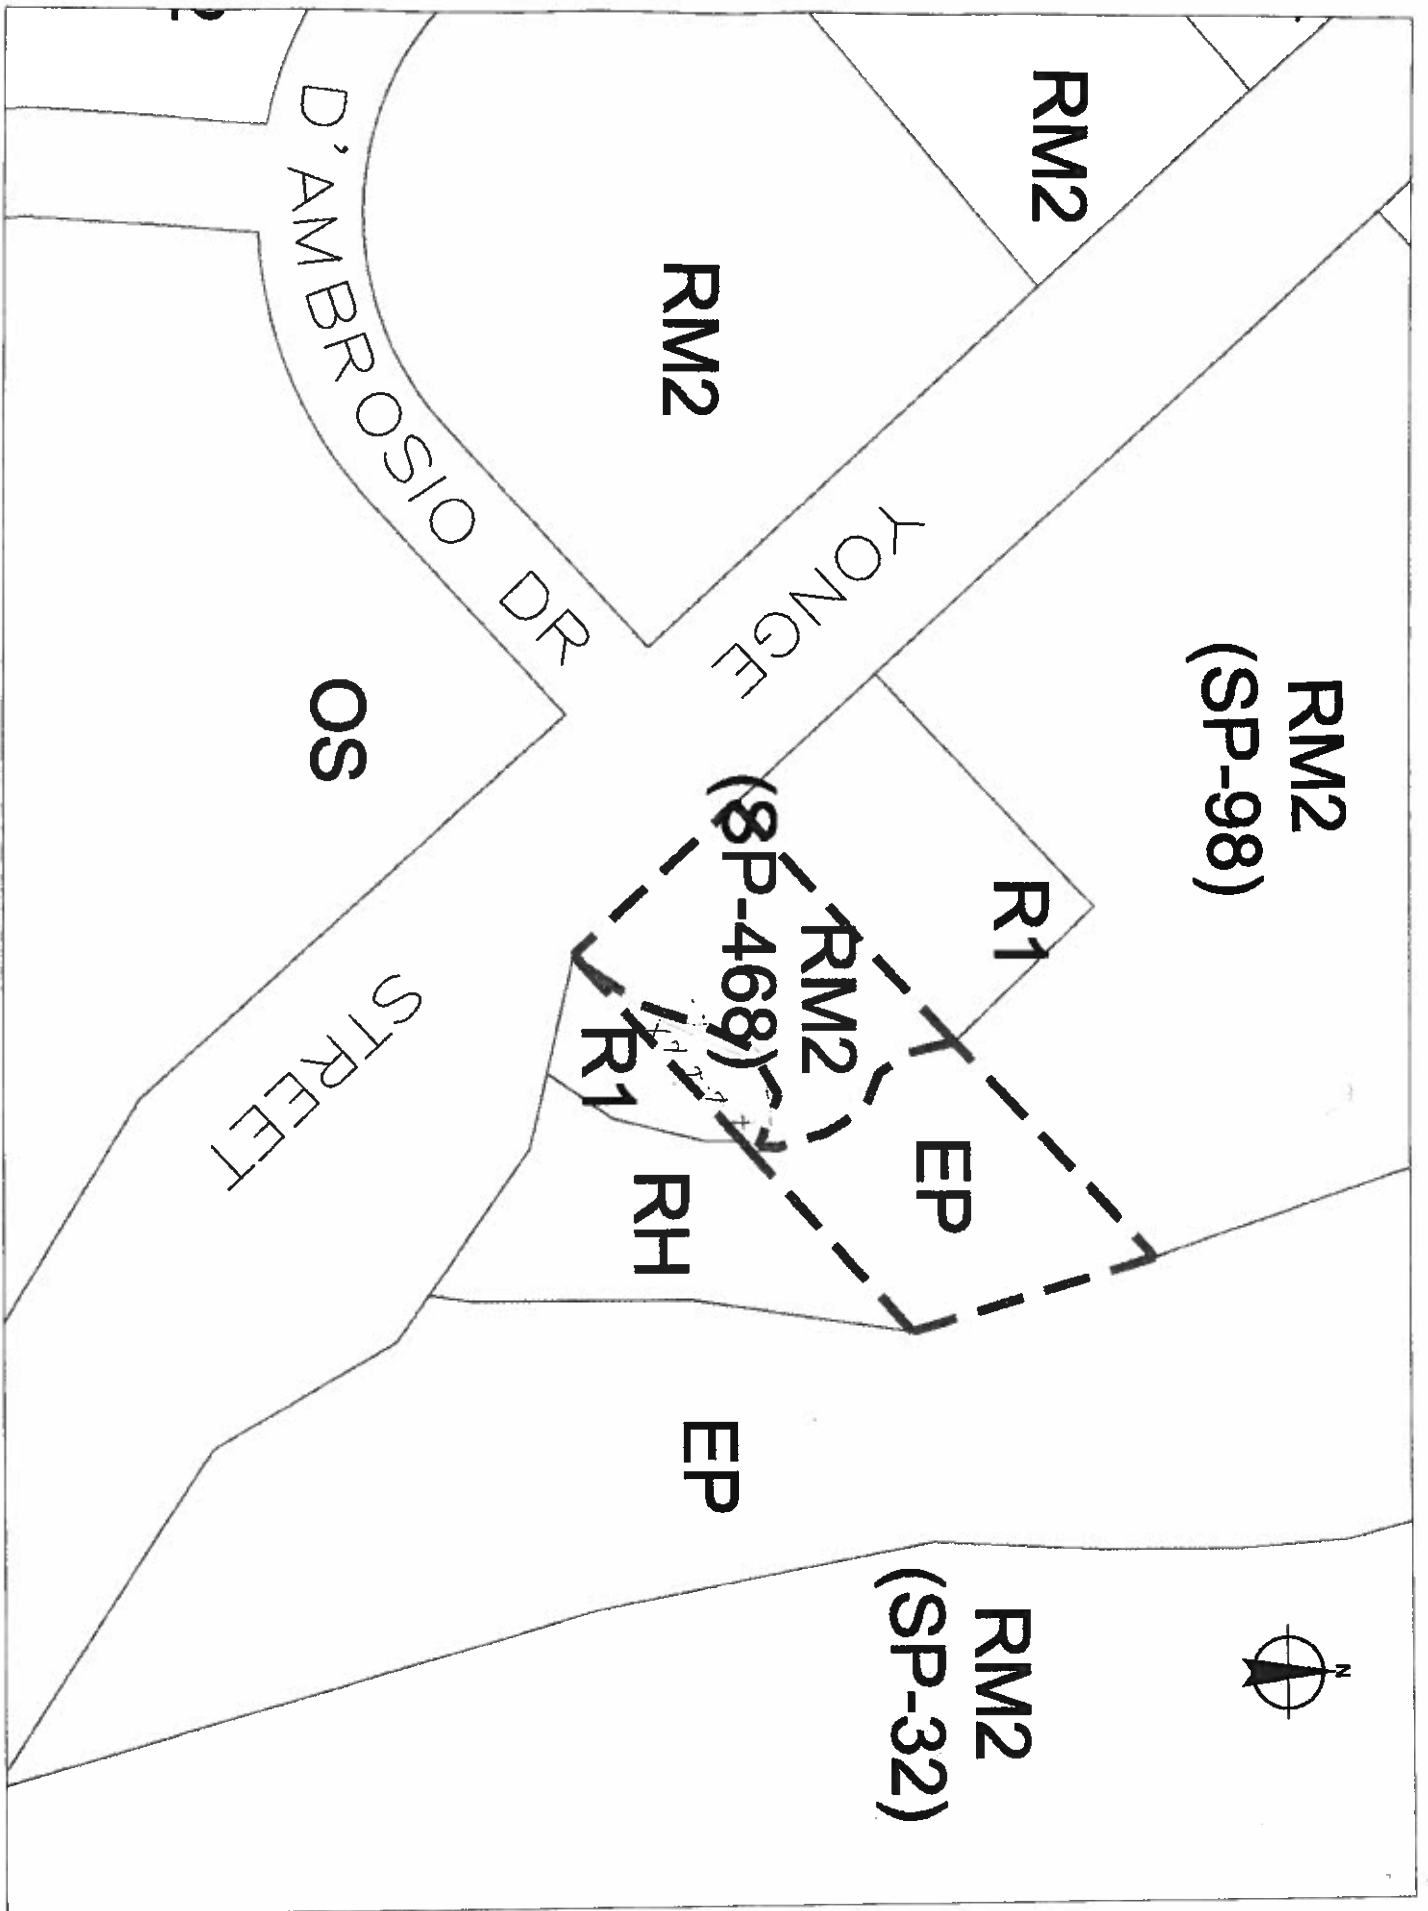 RM2
(SP-98)
RM2
R1
RM2
YONGE
RM2
(SP-468)
EP
R1
RH
D'AMBROSIO DR
OS
STREET
EP
RM2
(SP-32)
N